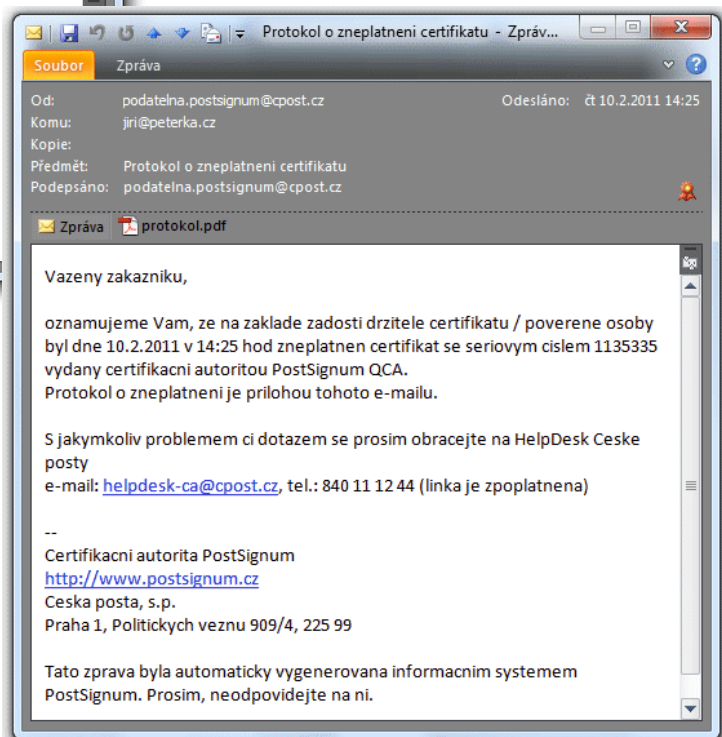 Protokol o zneplatneni certifikatu - Zpráv...
Soubor Zpráva
Od: podatelna.postsignum@cpost.cz Odesláno: čt 10.2.2011 14:25
Komu: jiri@peterka.cz
Kopie:
Předmět: Protokol o zneplatneni certifikatu
Podepsáno: podatelna.postsignum@cpost.cz
Zpráva protokol.pdf
Vazeny zakazniku,
oznamujeme Vam, ze na zaklade zadosti drzitele certifikatu / poverene osoby
byl dne 10.2.2011 v 14:25 hod zneplatnen certifikat se seriovym cislem 1135335
vydany certifikacni autoritou PostSignum QCA.
Protokol o zneplatneni je prilohou tohoto e-mailu.
S jakymkoliv problemem ci dotazem se prosim obracejte na HelpDesk Ceske
posty
e-mail: helpdesk-ca@cpost.cz, tel.: 840 11 12 44 (linka je zpoplatnena)
--
Certifikacni autorita PostSignum
http://www.postsignum.cz
Ceska posta, s.p.
Praha 1, Politickych veznu 909/4, 225 99
Tato zprava byla automaticky vygenerovana informacnim systemem
PostSignum. Prosim, neodpovidejte na ni.